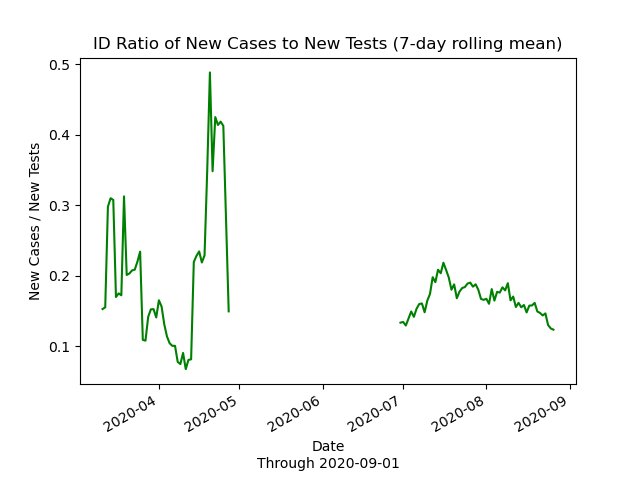 ID Ratio of New Cases to New Tests (7-day rolling mean)
New Cases / New Tests
0.5
0.4
0.3
0.2
0.1
2020-04
2020-05
2020-06
2020-07
2020-08
2020-09
Date
Through 2020-09-01